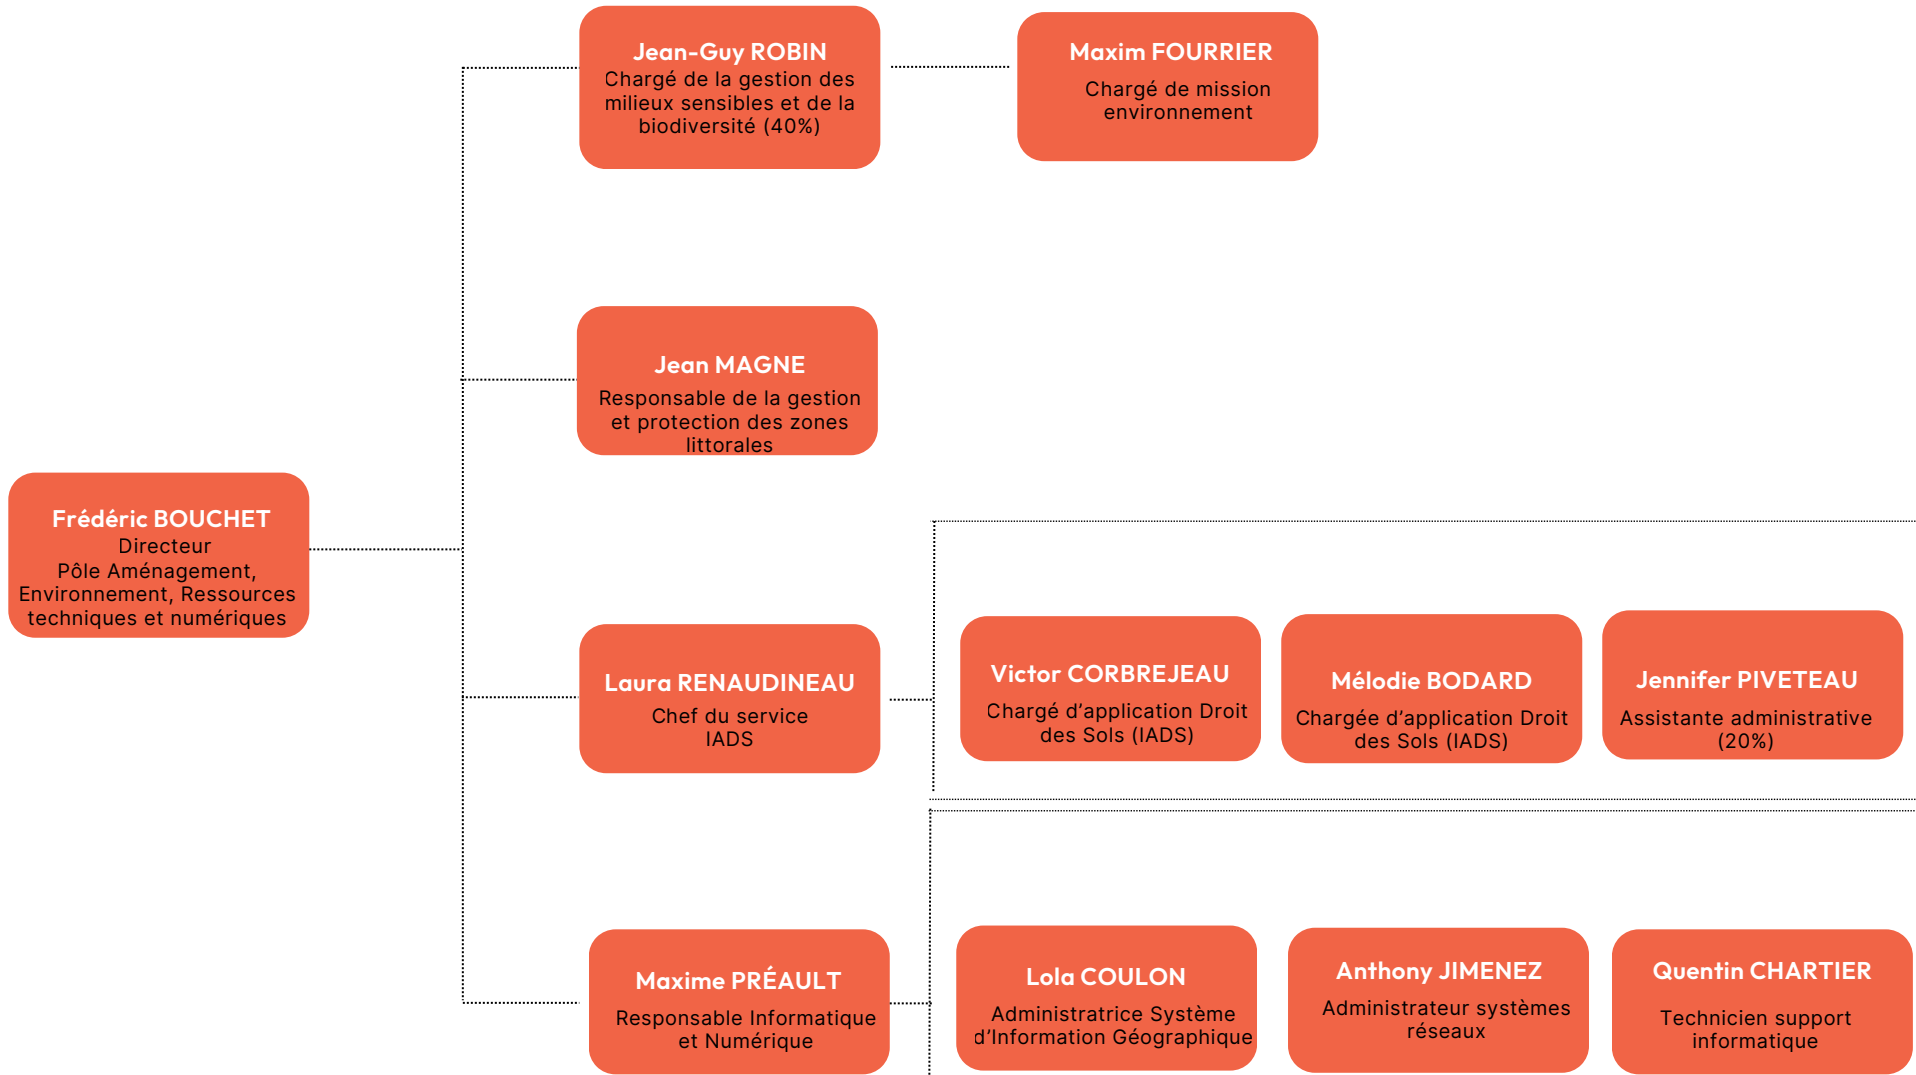 Jean-Guy ROBIN
Chargé de la gestion des
milieux sensibles et de la
biodiversité (40%)
Maxim FOURRIER
Chargé de mission
environnement
Jean MAGNE
Responsable de la gestion
et protection des zones
littorales
Frédéric BOUCHET
Directeur
Pôle Aménagement,
Environnement, Ressources
techniques et numériques
Laura RENAUDINEAU
Chef du service
IADS
Victor CORBREJEAU
Chargé d’application Droit
des Sols (IADS)
Mélodie BODARD
Chargée d’application Droit
des Sols (IADS)
Jennifer PIVETEAU
Assistante administrative
(20%)
Maxime PRÉAULT
Responsable Informatique
et Numérique
Lola COULON
Administratrice Système
d’Information Géographique
Anthony JIMENEZ
Administrateur systèmes
réseaux
Quentin CHARTIER
Technicien support
informatique